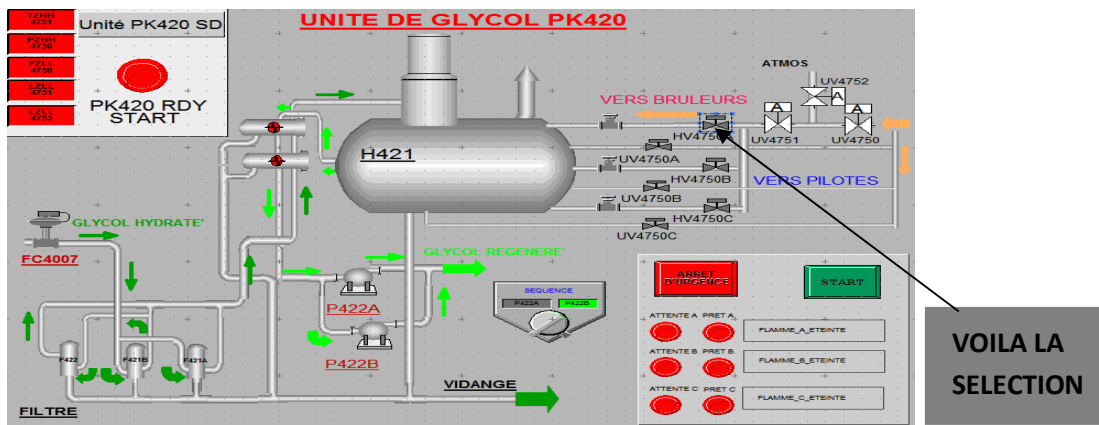 TZHH
4751
PZHH
4730
PZLL
4750
LZLL
4751
LZLL
4755
Unité PK420 SD
PK420 RDY
START
UNITE DE GLYCOL PK420
ATMOS
UV4752
A
A
A
VERS BRULEURS
HV4750
UV4751
UV4750
H421
UV4750A
HV4750B
VERS PILOTES
UV4750B
HV4750C
UV4750C
GLYCOL HYDRATE'
FC4007
GLYCOL REGENERE'
P422A
P422B
SEQUENCE
P422A
P422B
ARRET
D'URGENCE
START
ATTENTE A
PRET A
FLAMME_A_ETEINTE
ATTENTE B
PRET B
FLAMME_B_ETEINTE
ATTENTE C
PRET C
FLAMME_C_ETEINTE
F422
F421B
F421A
FILTRE
VIDANGE
VOILA LA
SELECTION